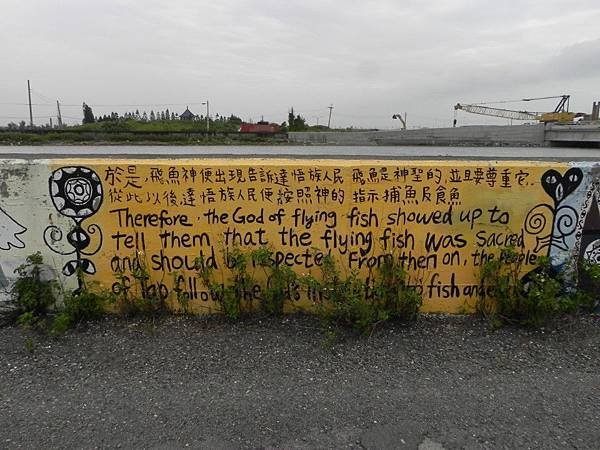 於是，飛魚神便出現告訴達悟族人民 飛魚是神聖的，並且要尊重它．
從此以後達悟族人民便按照神的 指示捕魚及食魚
Therefore. the God of flying fish showed up to
tell them that the flying fish was Sacred
and should be respected. From then on, the People
of Tao follow the God's fish and